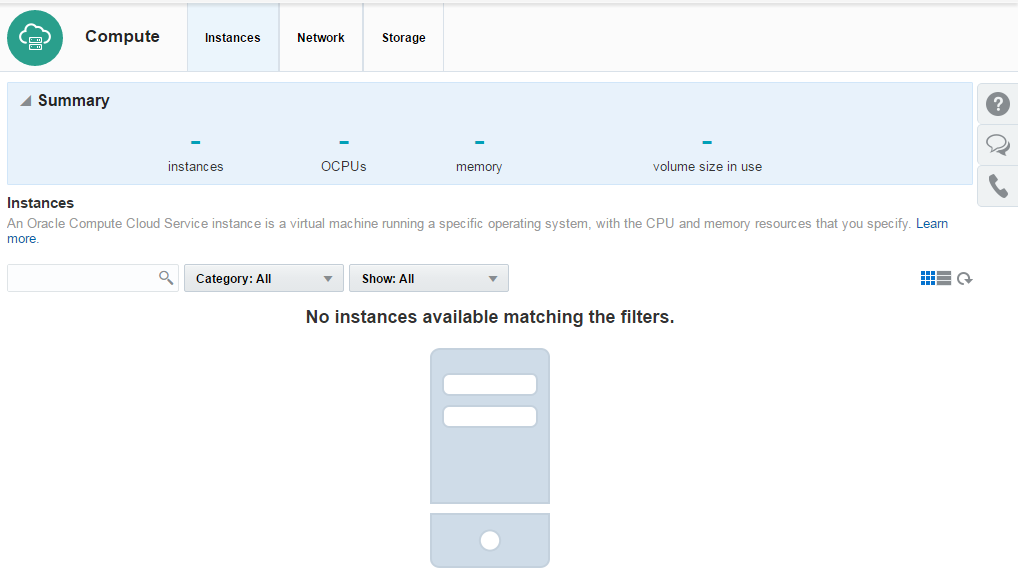 Compute
Instances
Network
Storage
Summary
- - - -
instances OCPUs memory volume size in use
Instances
An Oracle Compute Cloud Service instance is a virtual machine running a specific operating system, with the CPU and memory resources that you specify. Learn
more.
Category: All
Show: All
No instances available matching the filters.
?